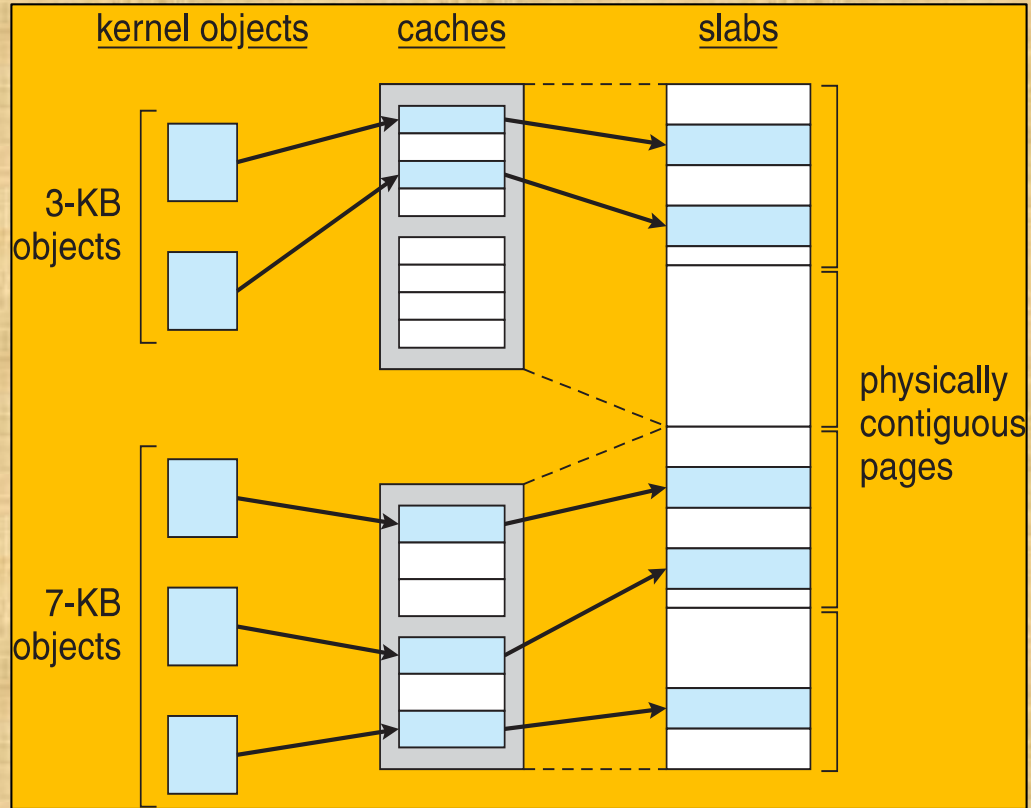 kernel objects
caches
slabs
3-KB
objects
physically
contiguous
pages
7-KB
objects